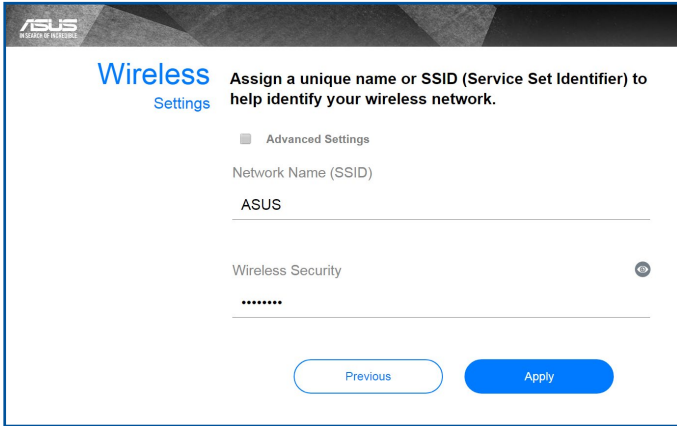 ASUS
IN SEARCH OF INCREDIBLE
Wireless
Settings
Assign a unique name or SSID (Service Set Identifier) to
help identify your wireless network.
Advanced Settings
Network Name (SSID)
ASUS
Wireless Security
••••••••
Previous
Apply